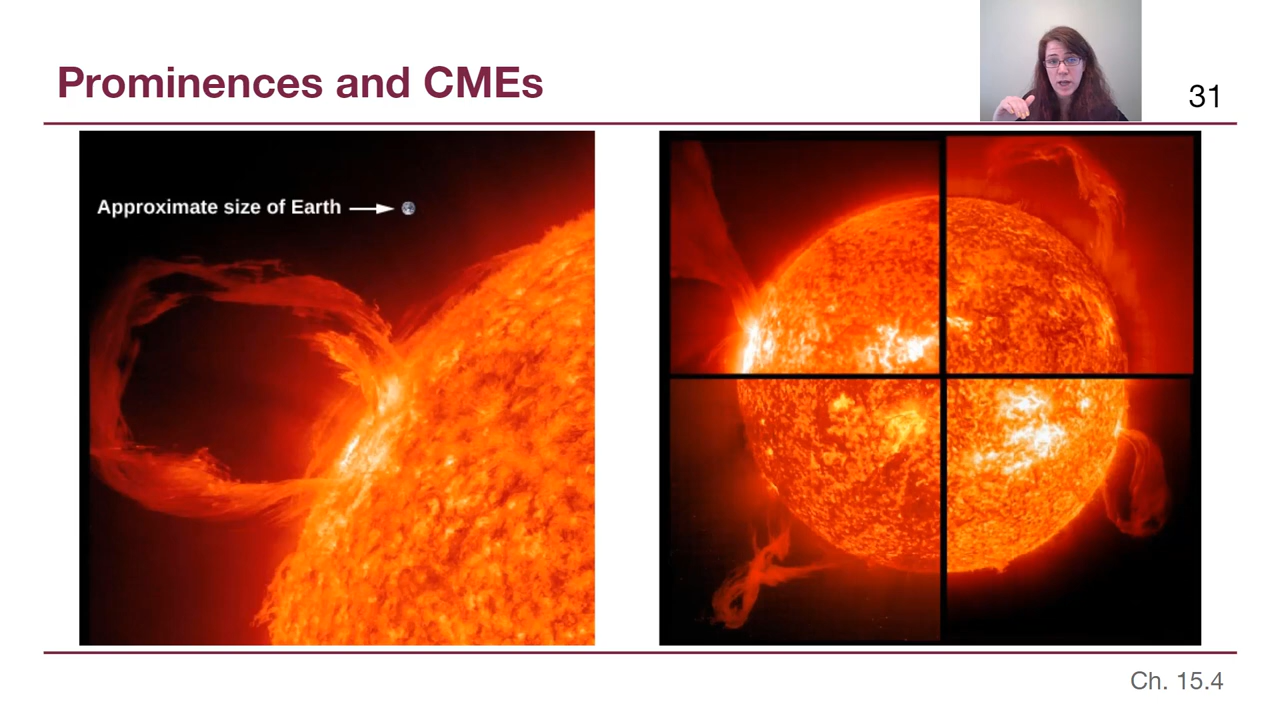 Prominences and CMEs
31
Approximate size of Earth
Ch. 15.4